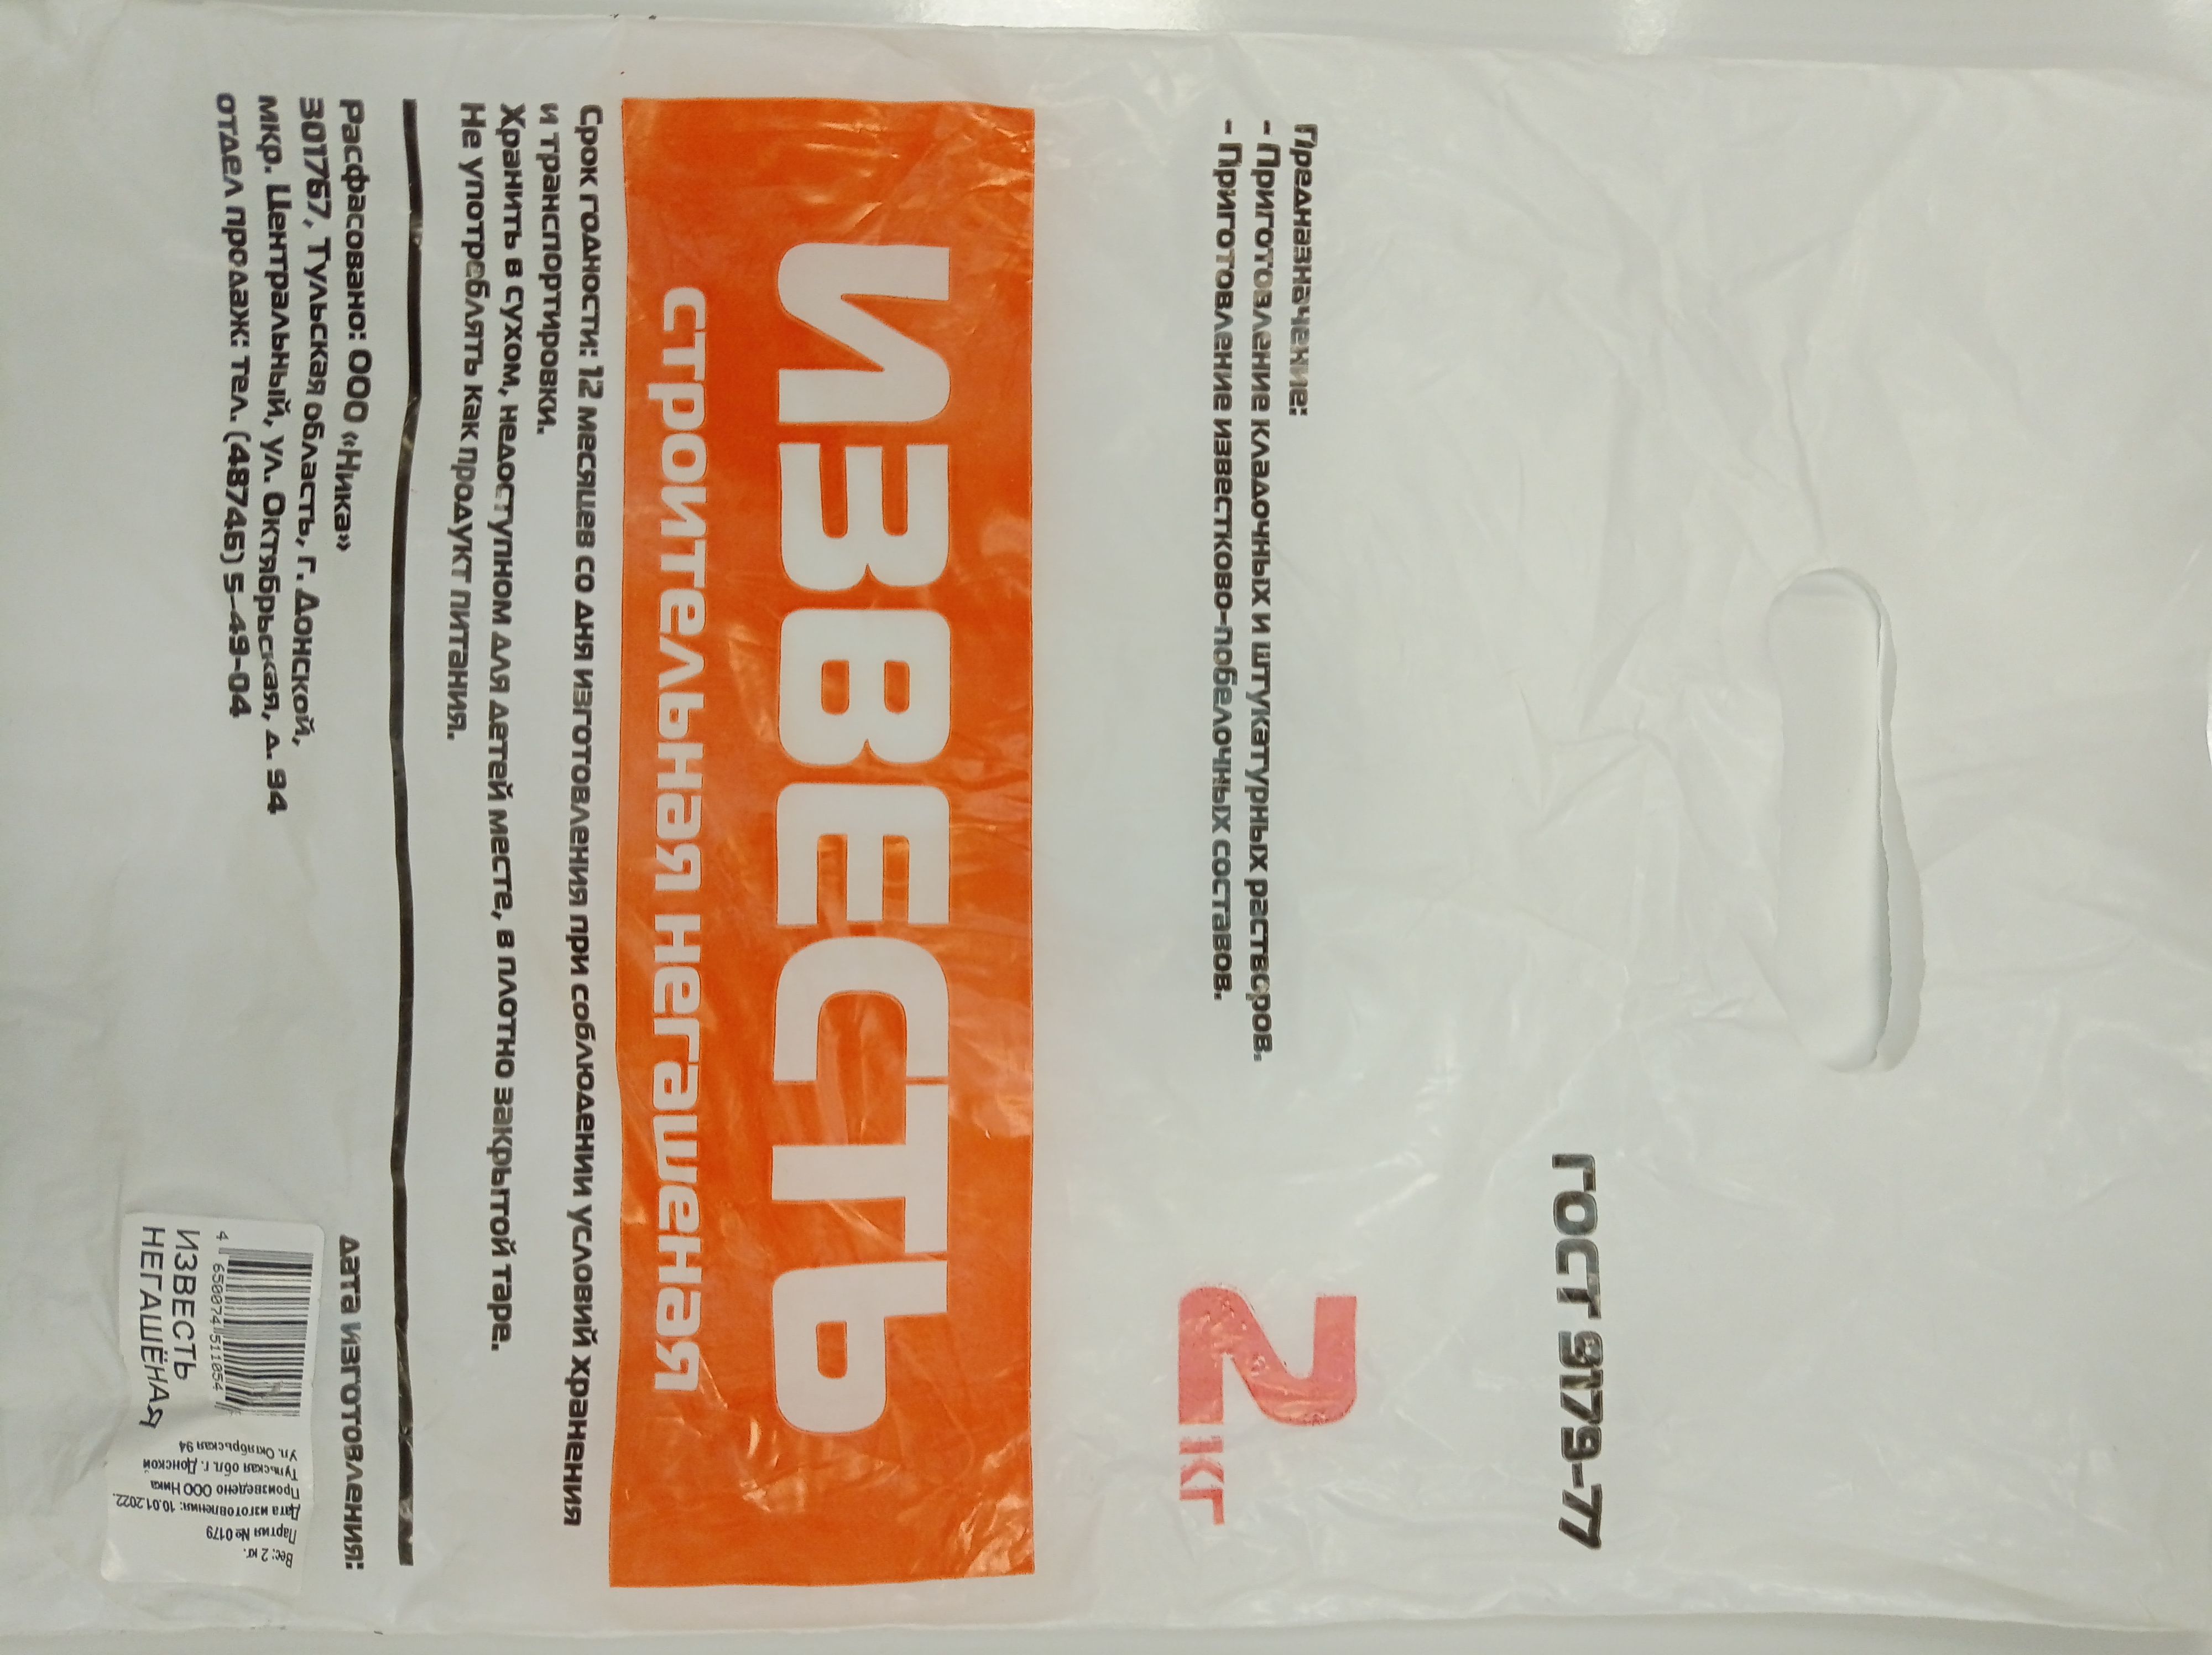 ГОСТ 9179-77
Предназначение:
- Приготовление кладочных и штукатурных растворов.
- Приготовление известково-побелочных составов.
2 кг
ИЗВЕСТЬ
строительная негашеная
Срок годности: 12 месяцев со дня изготовления при соблюдении условий хранения
и транспортировки.
Хранить в сухом, недоступном для детей месте, в плотно закрытой таре.
Не употреблять как продукт питания.
Расфасовано: ООО «Ника»
301767, Тульская область, г. Донской,
мкр. Центральный, ул. Октябрьская, д. 94
отдел продаж: тел. (48746) 5-49-04
дата изготовления:
4 650074 511054
ИЗВЕСТЬ
НЕГАШЁНАЯ
Вес: 2 кг.
Партия № 0179
Дата изготовления: 10.01.2022.
Произведено ООО Ника
Тульская обл. г. Донской
Ул. Октябрьская 94